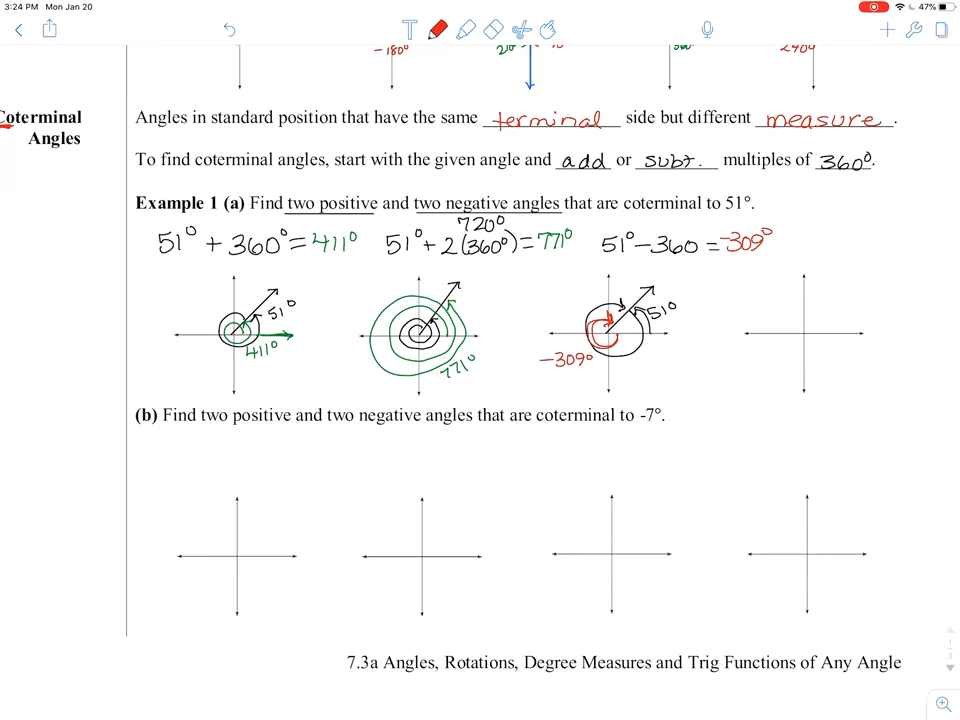 3:24 PM Mon Jan 20
47%
T
-180°
Coterminal
Angles
Angles in standard position that have the same terminal side but different measure.
To find coterminal angles, start with the given angle and add or subt. multiples of 360°.
Example 1 (a) Find two positive and two negative angles that are coterminal to 51°.
720°
51° + 360° = 411°
51° + 2(360°) = 771°
51° - 360 = -309°
51°
411°
771°
51°
-309°
(b) Find two positive and two negative angles that are coterminal to -7°.
1
3
7.3a Angles, Rotations, Degree Measures and Trig Functions of Any Angle